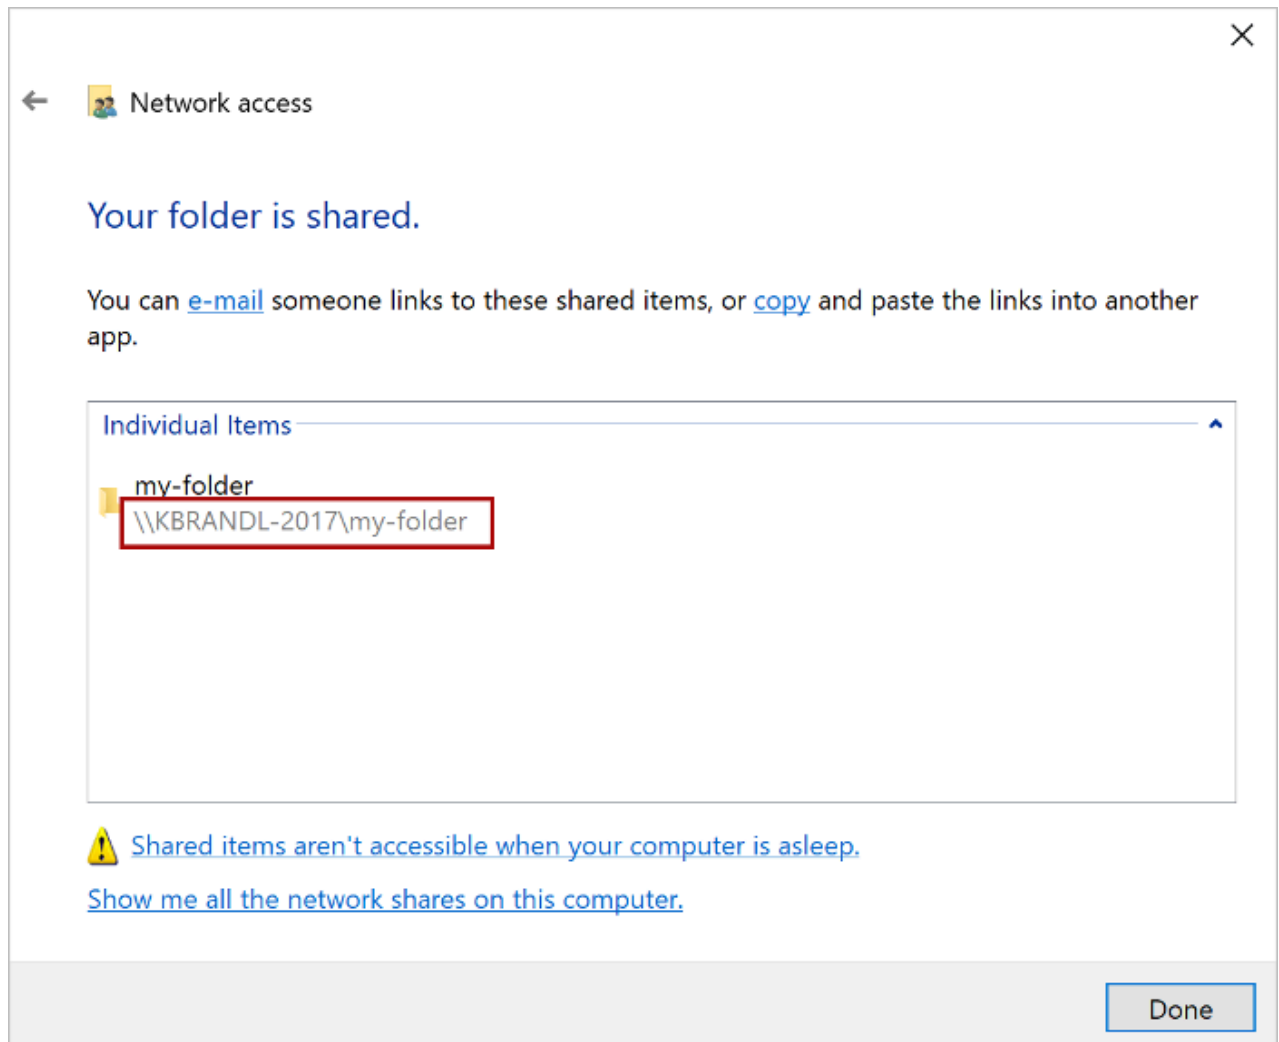 Network access
Your folder is shared.
You can e-mail someone links to these shared items, or copy and paste the links into another
app.
Individual Items
my-folder
\\KBRANDL-2017\my-folder
Shared items aren't accessible when your computer is asleep.
Show me all the network shares on this computer.
Done